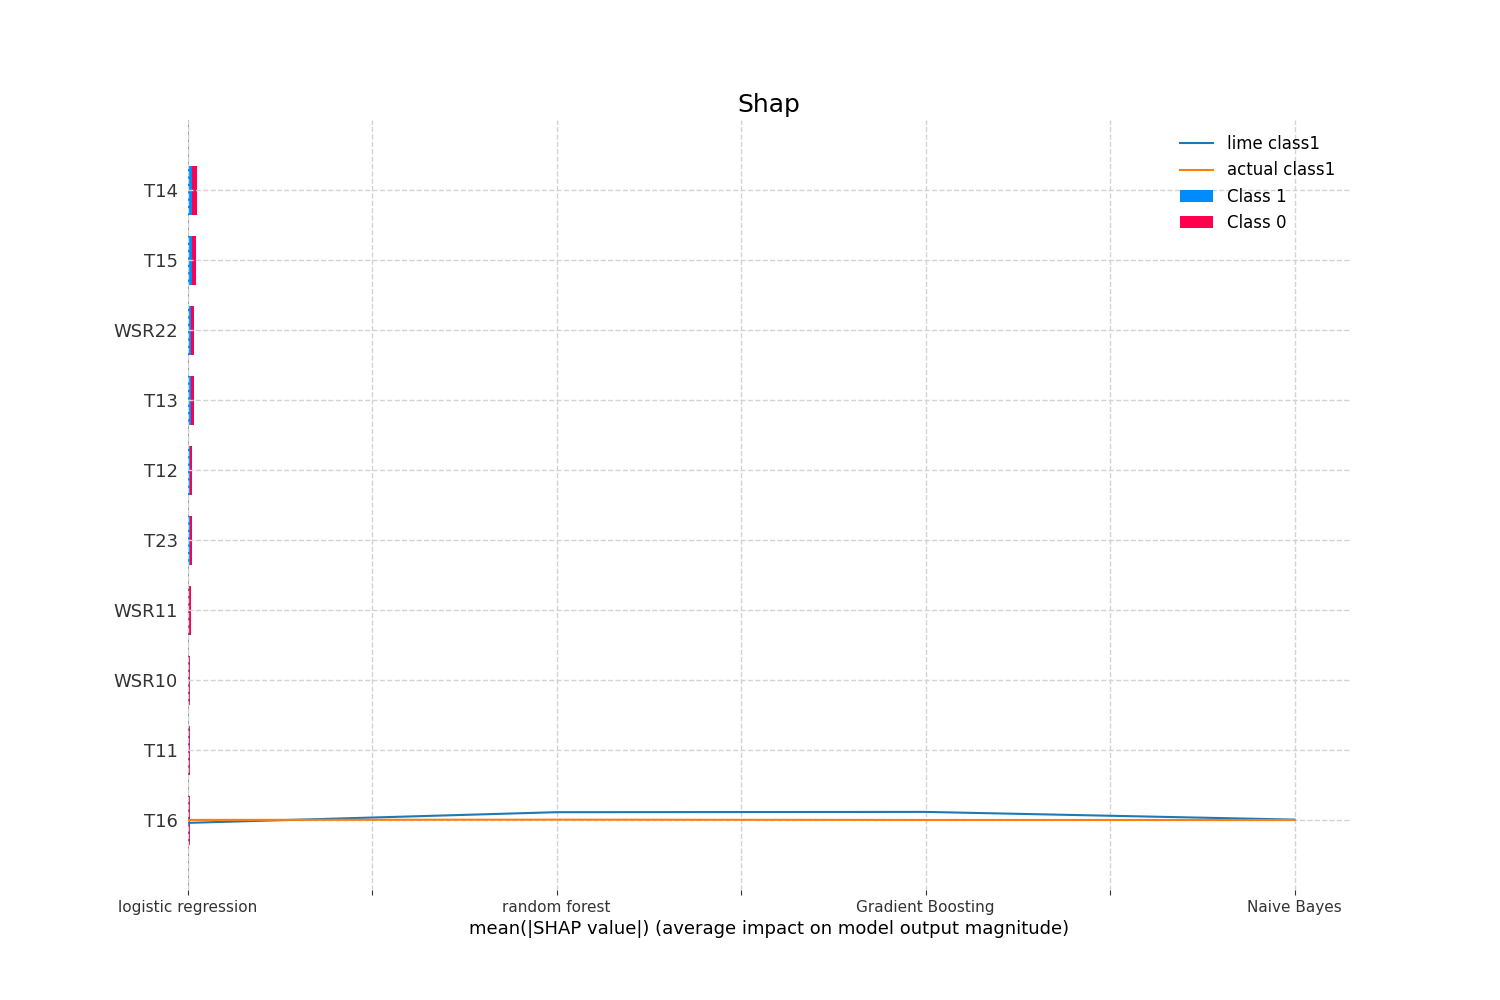 Shap
lime class1
actual class1
Class 1
Class 0
T14
T15
WSR22
T13
T12
T23
WSR11
WSR10
T11
T16
logistic regression random forest Gradient Boosting Naive Bayes
mean(|SHAP value|) (average impact on model output magnitude)